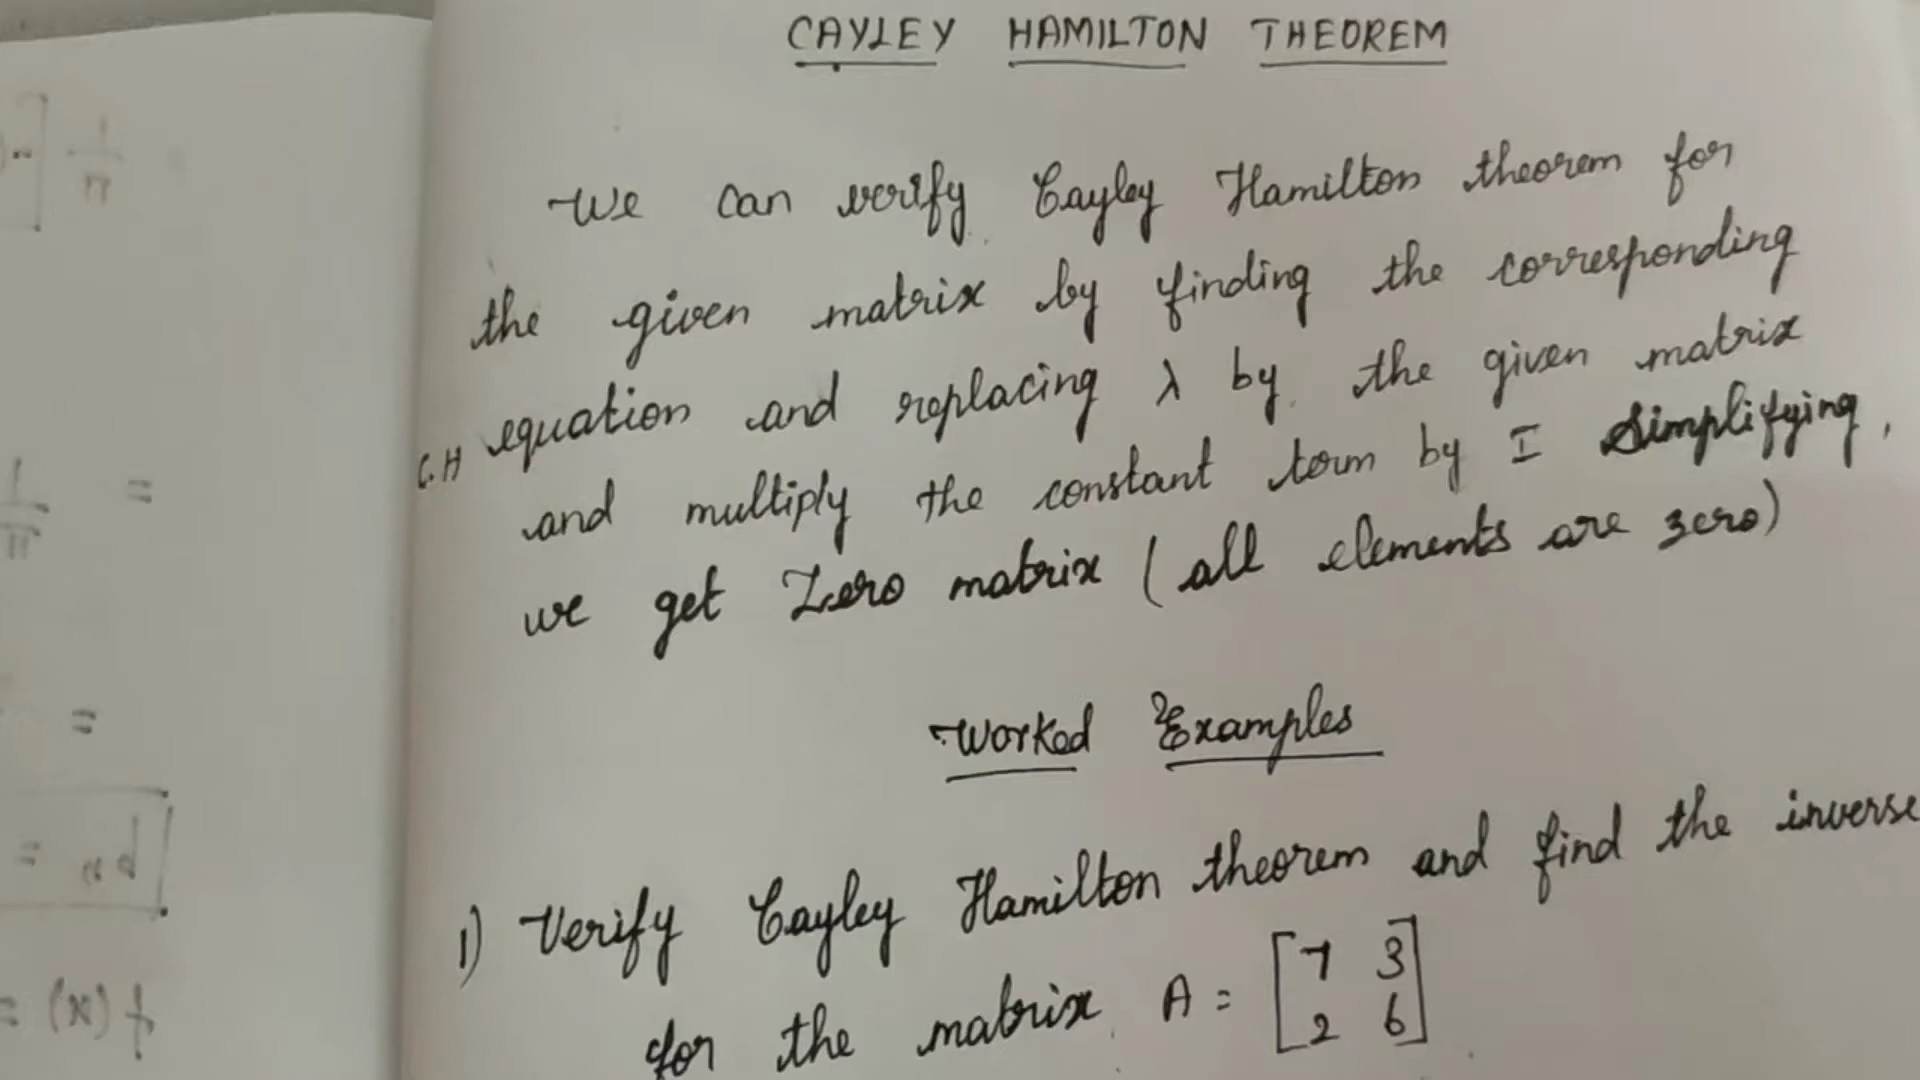 CAYLEY HAMILTON THEOREM
We can verify Cayley Hamilton theorem for
the given matrix by finding the corresponding
C.H equation and replacing λ by the given matrix
and multiply the constant term by I simplifying,
we get Zero matrix (all elements are zero)
Worked Examples
1) Verify Cayley Hamilton theorem and find the inverse
for the matrix A = [7 3
2 6]